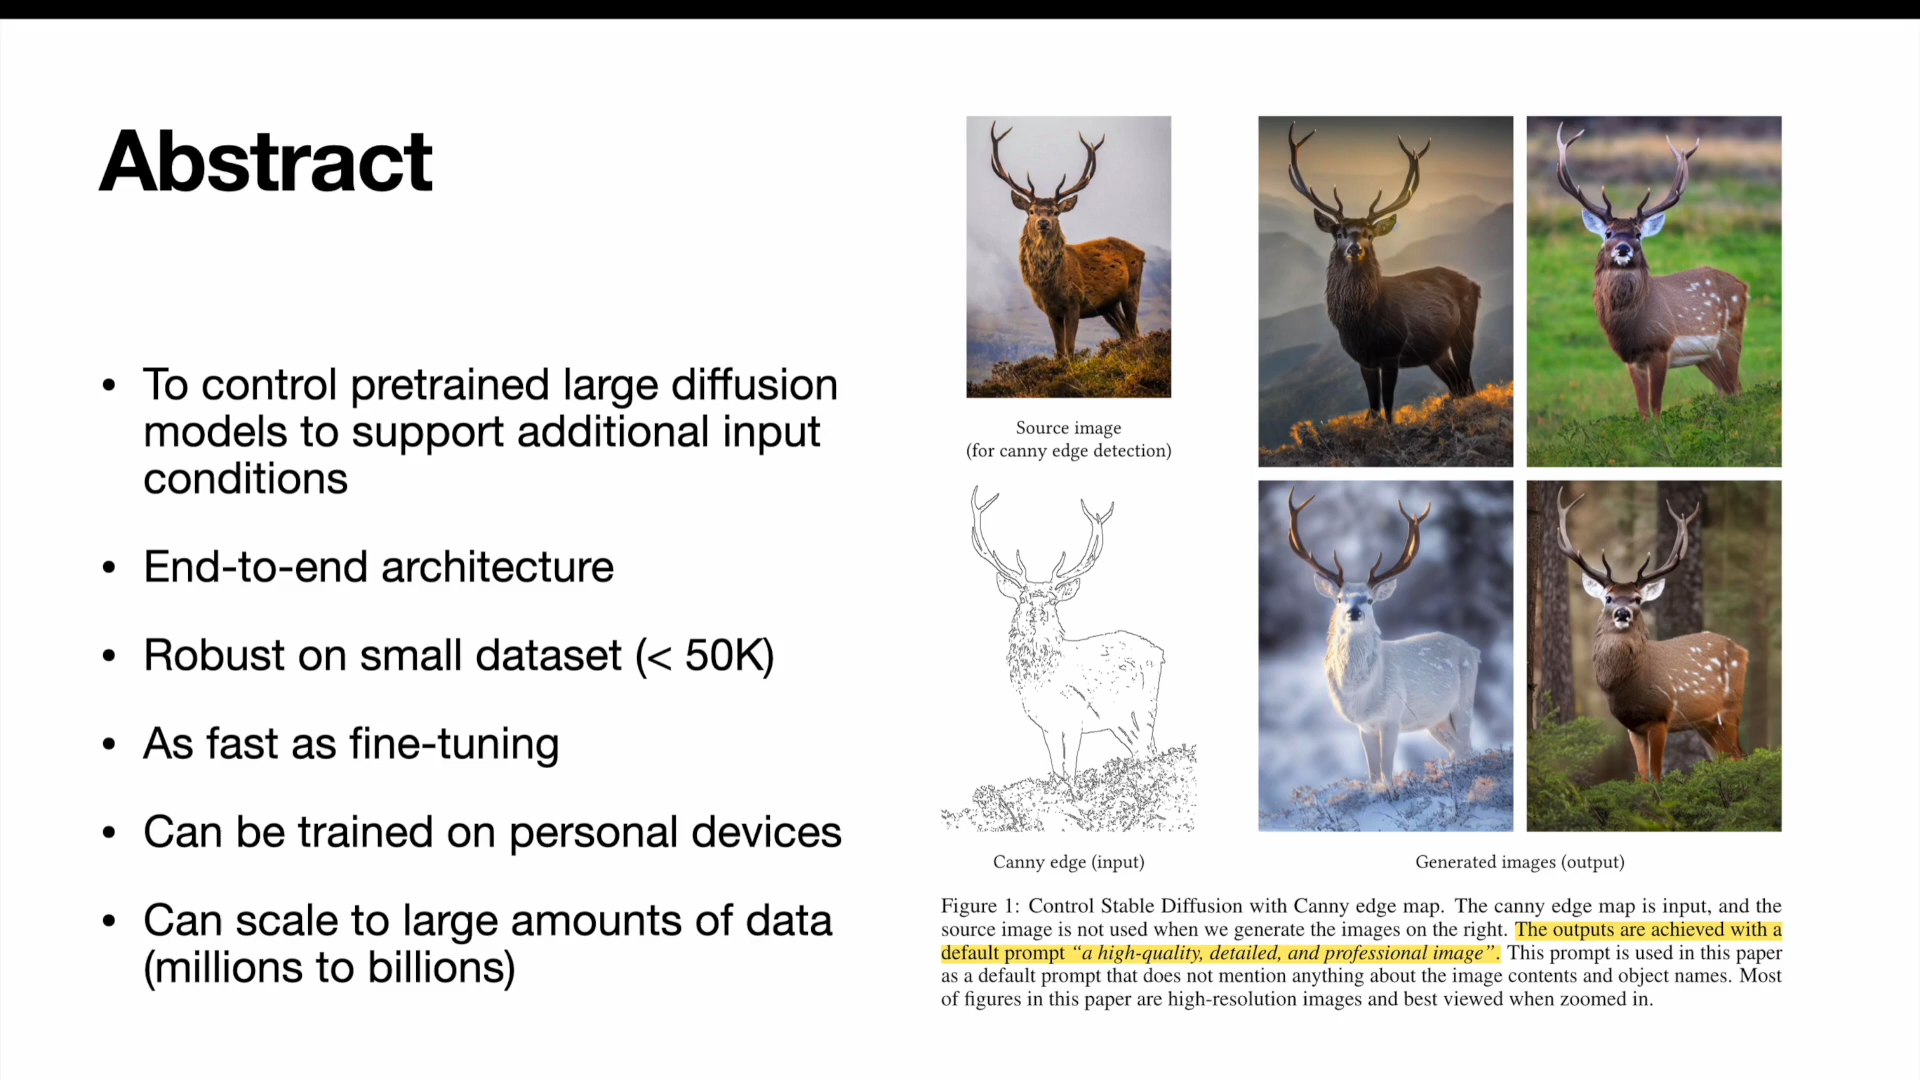 Abstract
• To control pretrained large diffusion
models to support additional input
conditions
• End-to-end architecture
• Robust on small dataset (< 50K)
• As fast as fine-tuning
• Can be trained on personal devices
• Can scale to large amounts of data
(millions to billions)
Source image
(for canny edge detection)
Canny edge (input)
Generated images (output)
Figure 1: Control Stable Diffusion with Canny edge map. The canny edge map is input, and the
source image is not used when we generate the images on the right. The outputs are achieved with a
default prompt “a high-quality, detailed, and professional image”. This prompt is used in this paper
as a default prompt that does not mention anything about the image contents and object names. Most
of figures in this paper are high-resolution images and best viewed when zoomed in.